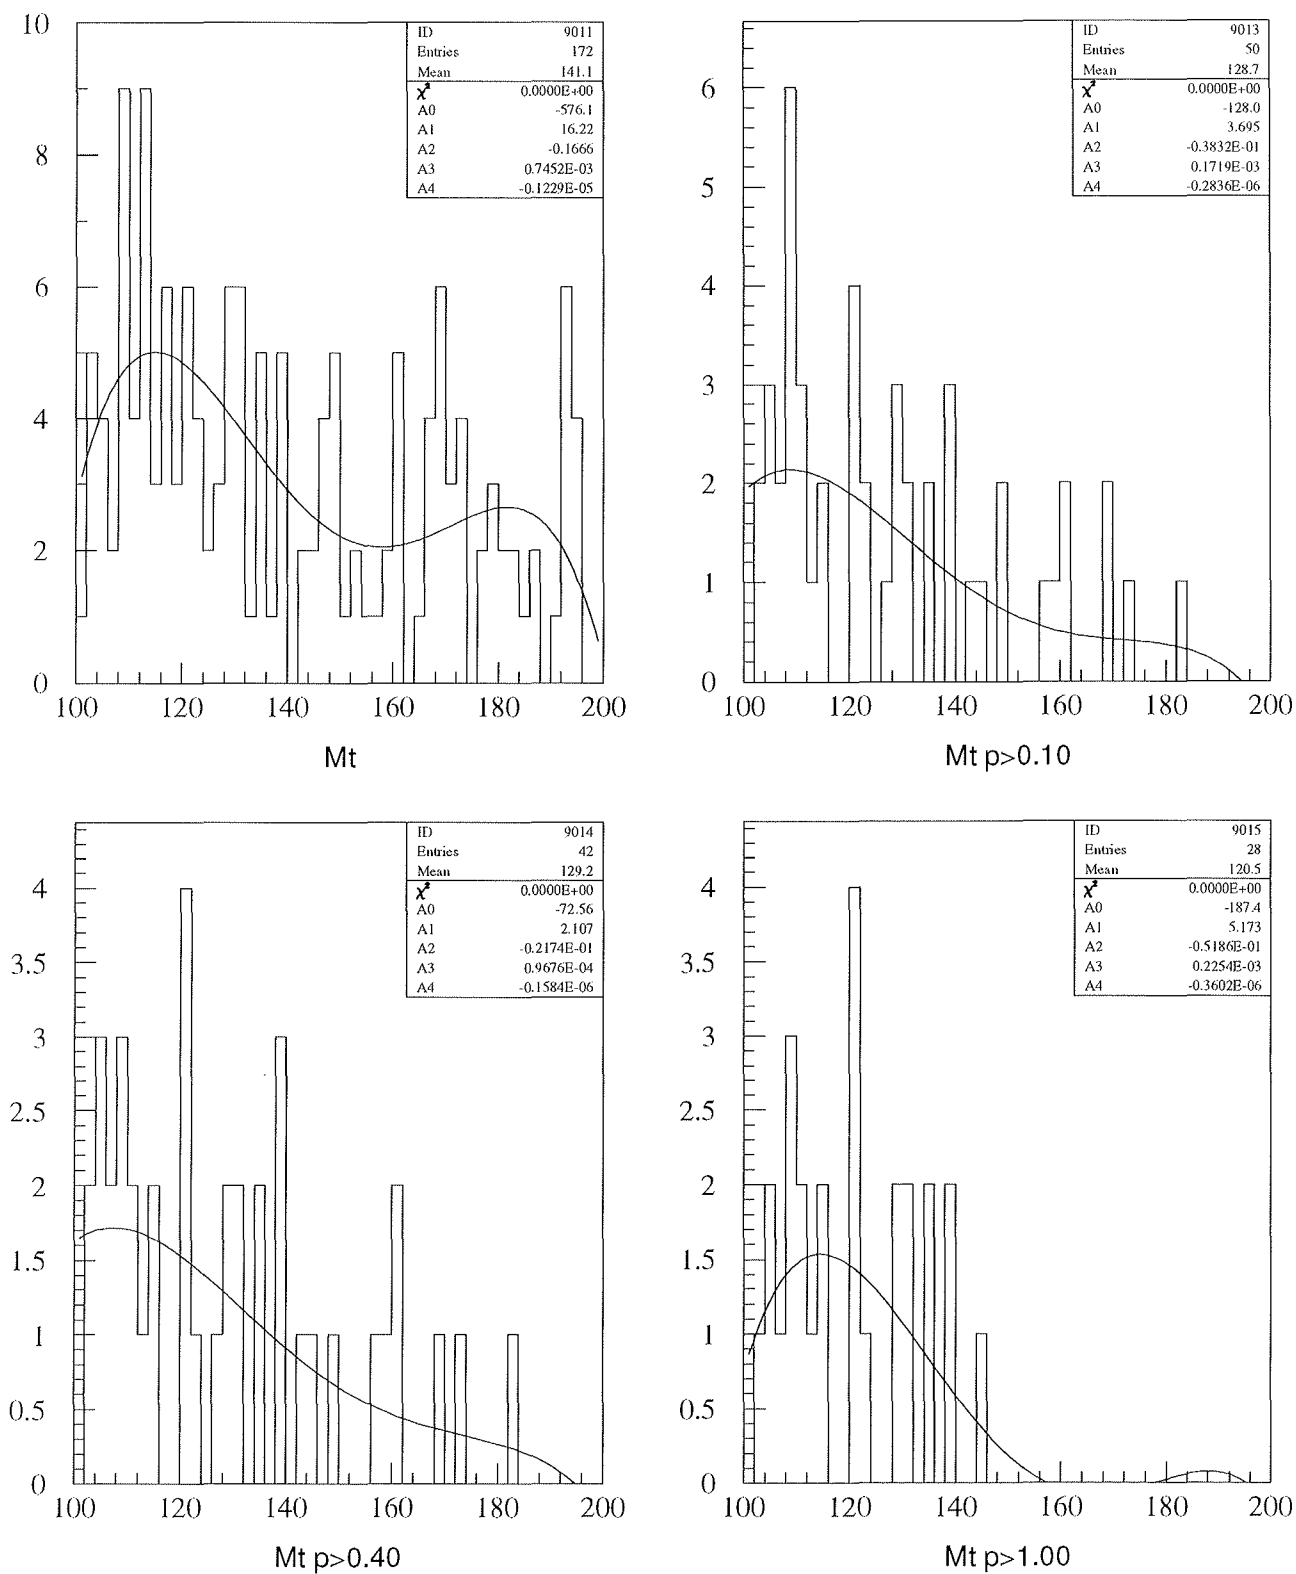 10
8
6
4
2
0
100 120 140 160 180 200
Mt
ID 9011
Entries 172
Mean 141.1
χ² 0.0000E+00
A0 -576.1
A1 16.22
A2 -0.1666
A3 0.7452E-03
A4 -0.1229E-05
6
5
4
3
2
1
0
100 120 140 160 180 200
Mt p>0.10
ID 9013
Entries 50
Mean 128.7
χ² 0.0000E+00
A0 -128.0
A1 3.695
A2 -0.3832E-01
A3 0.1719E-03
A4 -0.2836E-06
4
3.5
3
2.5
2
1.5
1
0.5
0
100 120 140 160 180 200
Mt p>0.40
ID 9014
Entries 42
Mean 129.2
χ² 0.0000E+00
A0 -72.56
A1 2.107
A2 -0.2174E-01
A3 0.9676E-04
A4 -0.1584E-06
4
3.5
3
2.5
2
1.5
1
0.5
0
100 120 140 160 180 200
Mt p>1.00
ID 9015
Entries 28
Mean 120.5
χ² 0.0000E+00
A0 -187.4
A1 5.173
A2 -0.5186E-01
A3 0.2254E-03
A4 -0.3602E-06